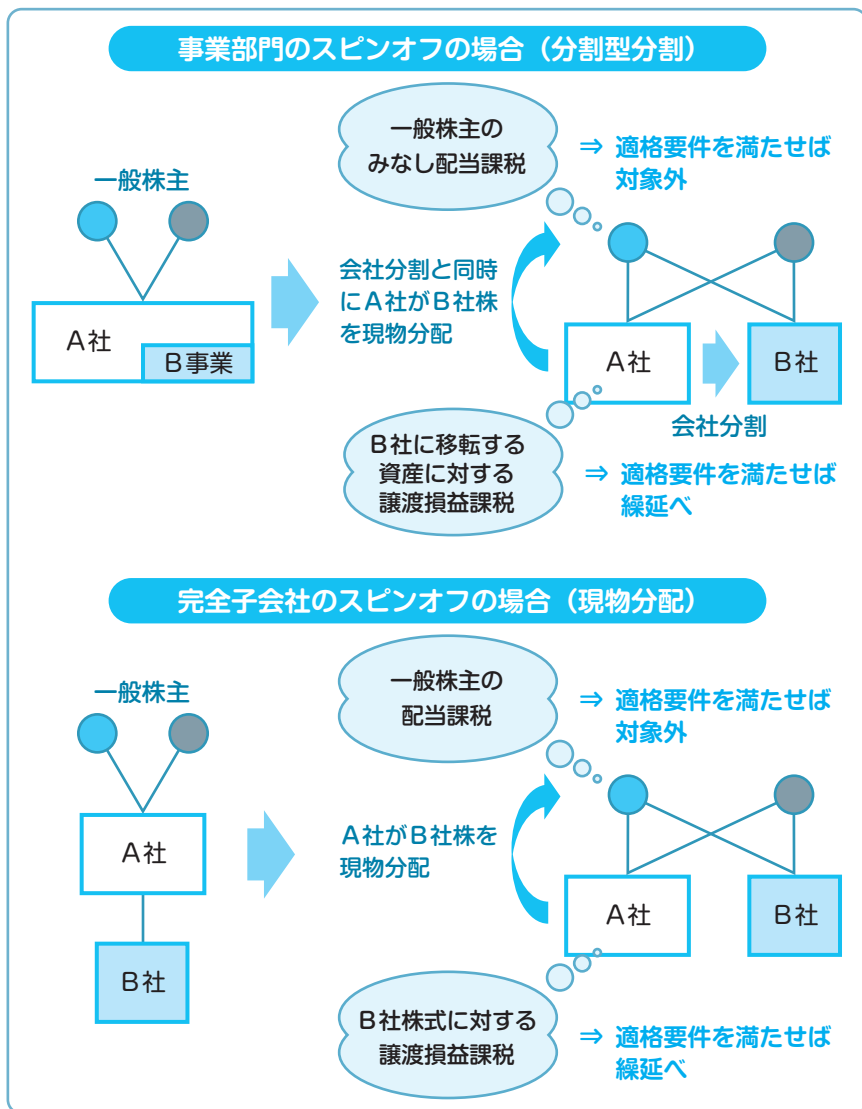 事業部門のスピンオフの場合（分割型分割）
一般株主の
みなし配当課税
⇒ 適格要件を満たせば
対象外
一般株主
会社分割と同時
にＡ社がＢ社株
を現物分配
Ａ社
Ｂ事業
Ａ社
Ｂ社
会社分割
Ｂ社に移転する
資産に対する
譲渡損益課税
⇒ 適格要件を満たせば
繰延べ
完全子会社のスピンオフの場合（現物分配）
一般株主の
配当課税
⇒ 適格要件を満たせば
対象外
一般株主
Ａ社
Ｂ社
Ａ社がＢ社株を
現物分配
Ａ社
Ｂ社
Ｂ社株式に対する
譲渡損益課税
⇒ 適格要件を満たせば
繰延べ